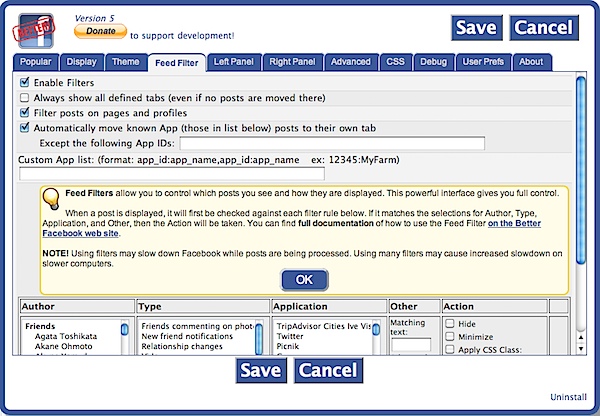 Version 5
BETTER
Donate to support development!
Save Cancel
Popular Display Theme Feed Filter Left Panel Right Panel Advanced CSS Debug User Prefs About
Enable Filters
Always show all defined tabs (even if no posts are moved there)
Filter posts on pages and profiles
Automatically move known App (those in list below) posts to their own tab
Except the following App IDs:
Custom App list: (format: app_id:app_name,app_id:app_name ex: 12345:MyFarm)
Feed Filters allow you to control which posts you see and how they are displayed. This powerful interface gives you full control.
When a post is displayed, it will first be checked against each filter rule below. If it matches the selections for Author, Type,
Application, and Other, then the Action will be taken. You can find full documentation of how to use the Feed Filter on the Better
Facebook web site.
NOTE! Using filters may slow down Facebook while posts are being processed. Using many filters may cause increased slowdown on
slower computers.
OK
Author Type Application Other Action
Friends Friends commenting on phot TripAdvisor Cities Ive Vis Matching Hide
Agata Toshikata New friend notifications Twitter text: Minimize
Akane Ohmoto Relationship changes Picnik Apply CSS Class:
Save Cancel
Uninstall